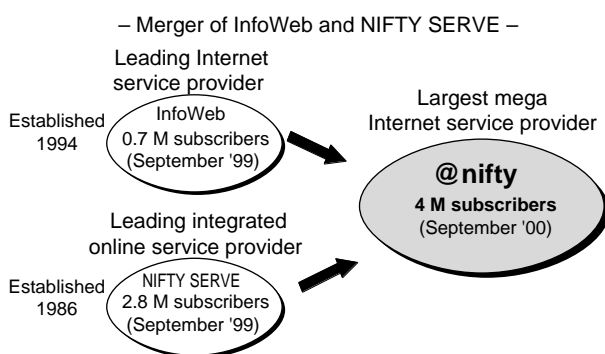 – Merger of InfoWeb and NIFTY SERVE –
Leading Internet
service provider
Established
1994
InfoWeb
0.7 M subscribers
(September '99)
Leading integrated
online service provider
Established
1986
NIFTY SERVE
2.8 M subscribers
(September '99)
Largest mega
Internet service provider
@nifty
4 M subscribers
(September '00)